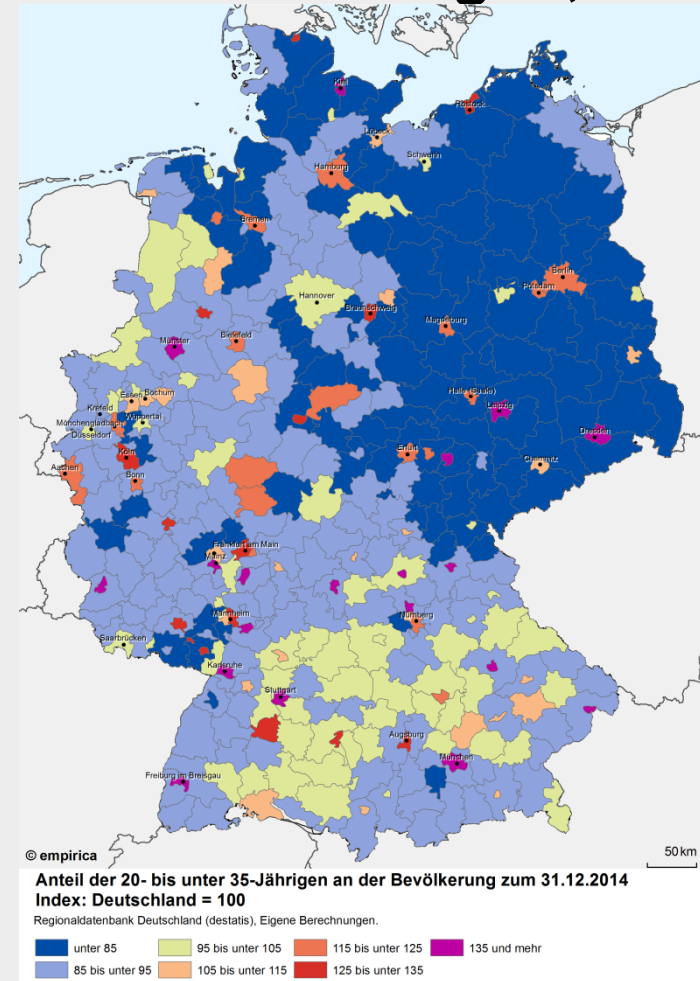 Kiel
Rostock
Lübeck
Schwerin
Hamburg
Bremen
Berlin
Potsdam
Hannover
Braunschweig
Magdeburg
Münster
Bielefeld
Essen
Bochum
Halle (Saale)
Leipzig
Krefeld
Mönchengladbach
Wuppertal
Düsseldorf
Dresden
Köln
Erfurt
Chemnitz
Aachen
Bonn
Frankfurt am Main
Mainz
Mannheim
Nürnberg
Saarbrücken
Karlsruhe
Stuttgart
Augsburg
München
Freiburg im Breisgau
© empirica
50 km
Anteil der 20- bis unter 35-Jährigen an der Bevölkerung zum 31.12.2014
Index: Deutschland = 100
Regionaldatenbank Deutschland (destatis), Eigene Berechnungen.
unter 85
95 bis unter 105
115 bis unter 125
135 und mehr
85 bis unter 95
105 bis unter 115
125 bis unter 135